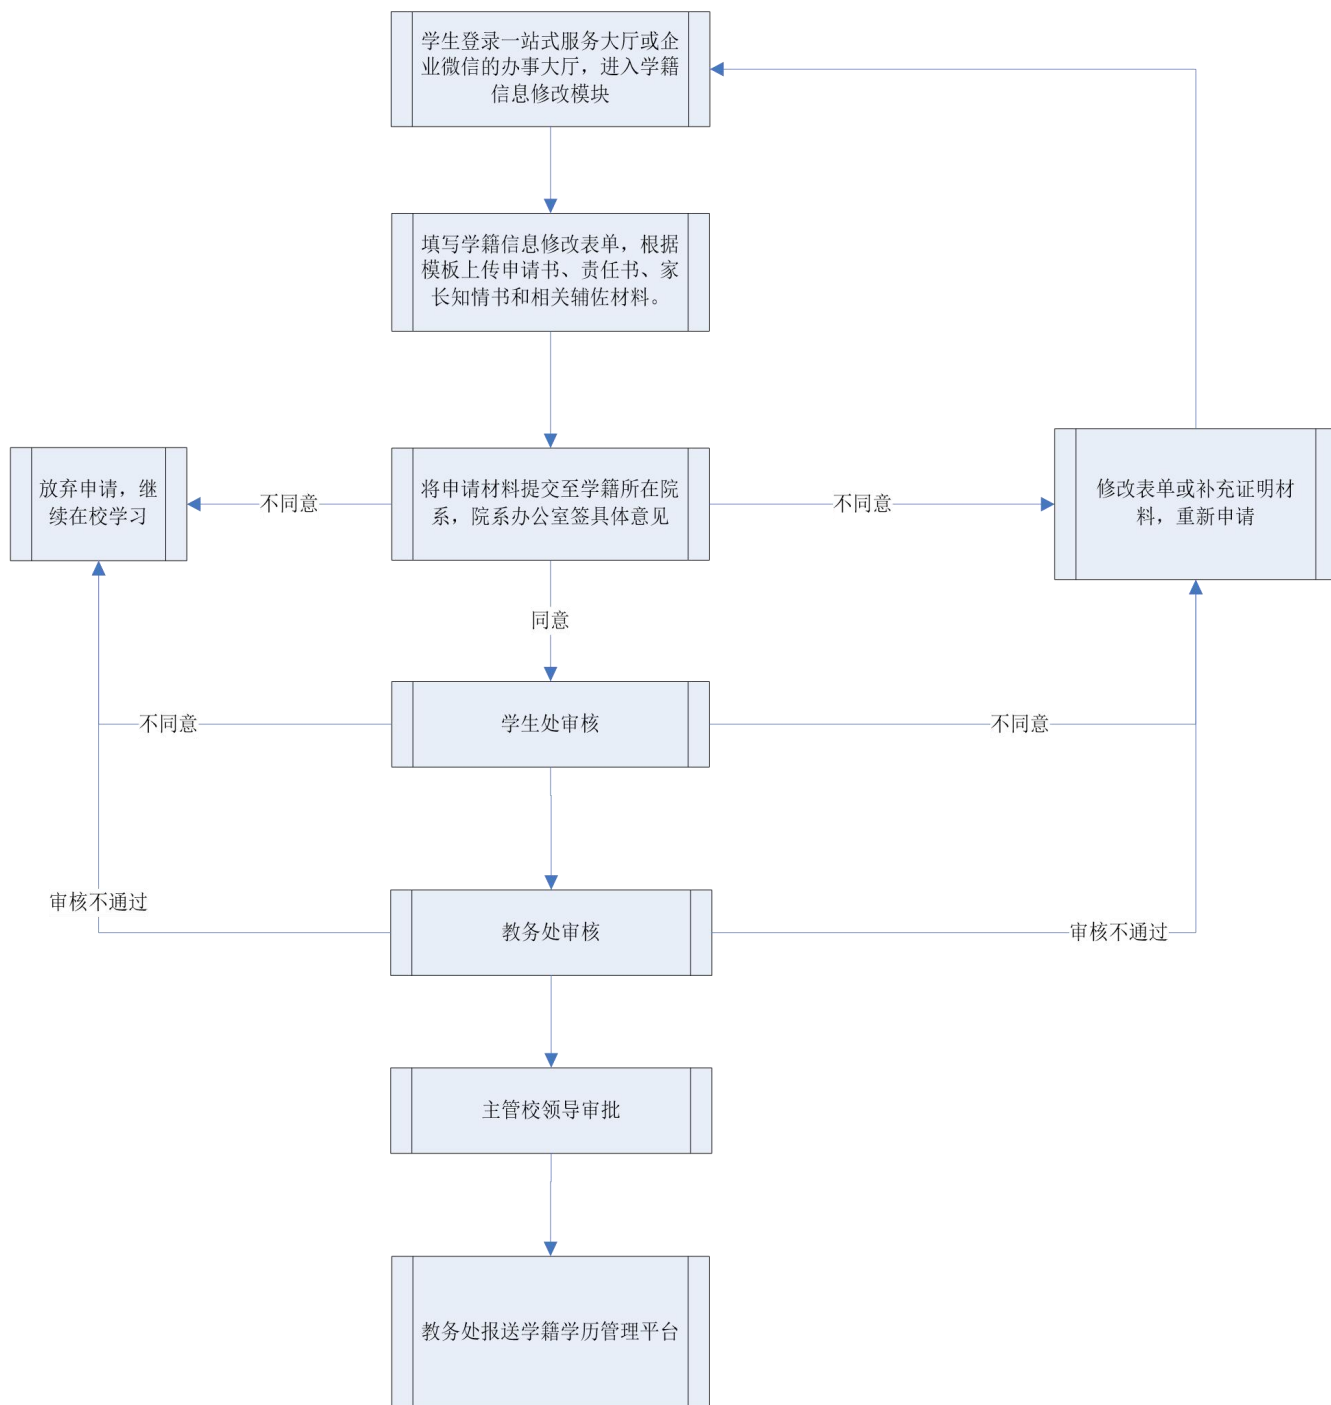 学生登录一站式服务大厅或企
业微信的办事大厅，进入学籍
信息修改模块
填写学籍信息修改表单，根据
模板上传申请书、责任书、家
长知情书和相关辅佐材料。
放弃申请，继
续在校学习
不同意
将申请材料提交至学籍所在院
系，院系办公室签具体意见
不同意
修改表单或补充证明材
料，重新申请
同意
不同意
学生处审核
不同意
审核不通过
教务处审核
审核不通过
主管校领导审批
教务处报送学籍学历管理平台